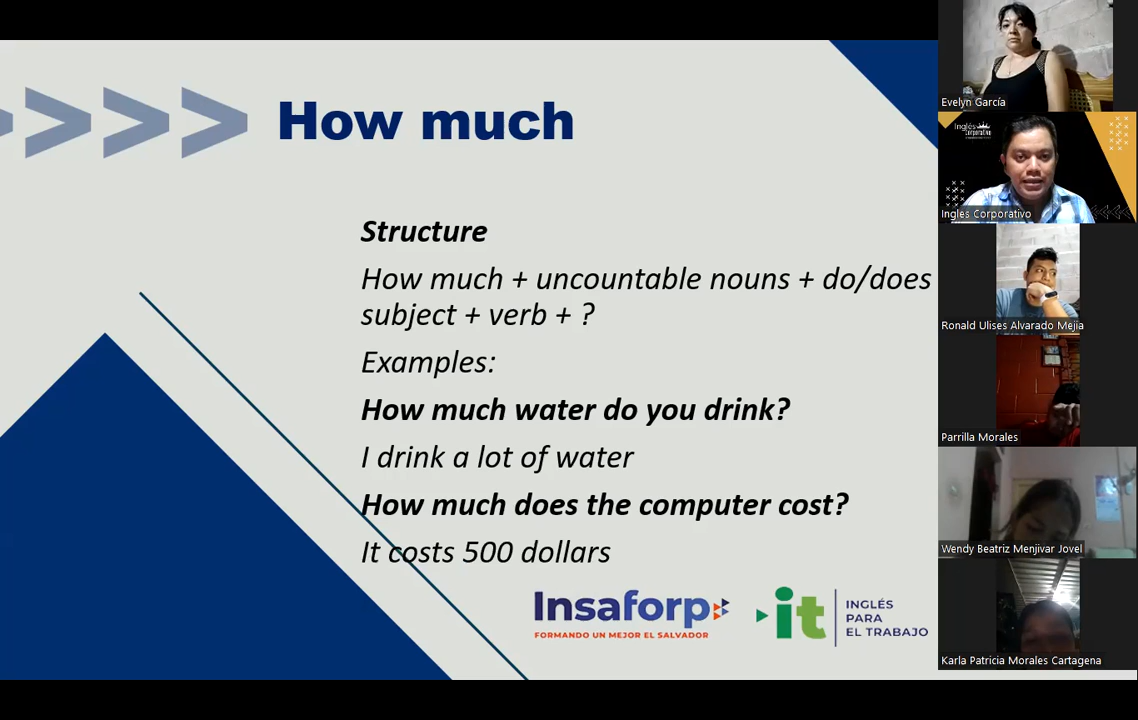 How much
Structure
How much + uncountable nouns + do/does
subject + verb + ?
Examples:
How much water do you drink?
I drink a lot of water
How much does the computer cost?
It costs 500 dollars
Insaforp
FORMANDO UN MEJOR EL SALVADOR
it
INGLÉS
PARA
EL TRABAJO
Evelyn García
Inglés
Corporativo
Ingles Corporativo
Ronald Ulises Alvarado Mejia
Parrilla Morales
Wendy Beatriz Menjivar Jovel
Karla Patricia Morales Cartagena